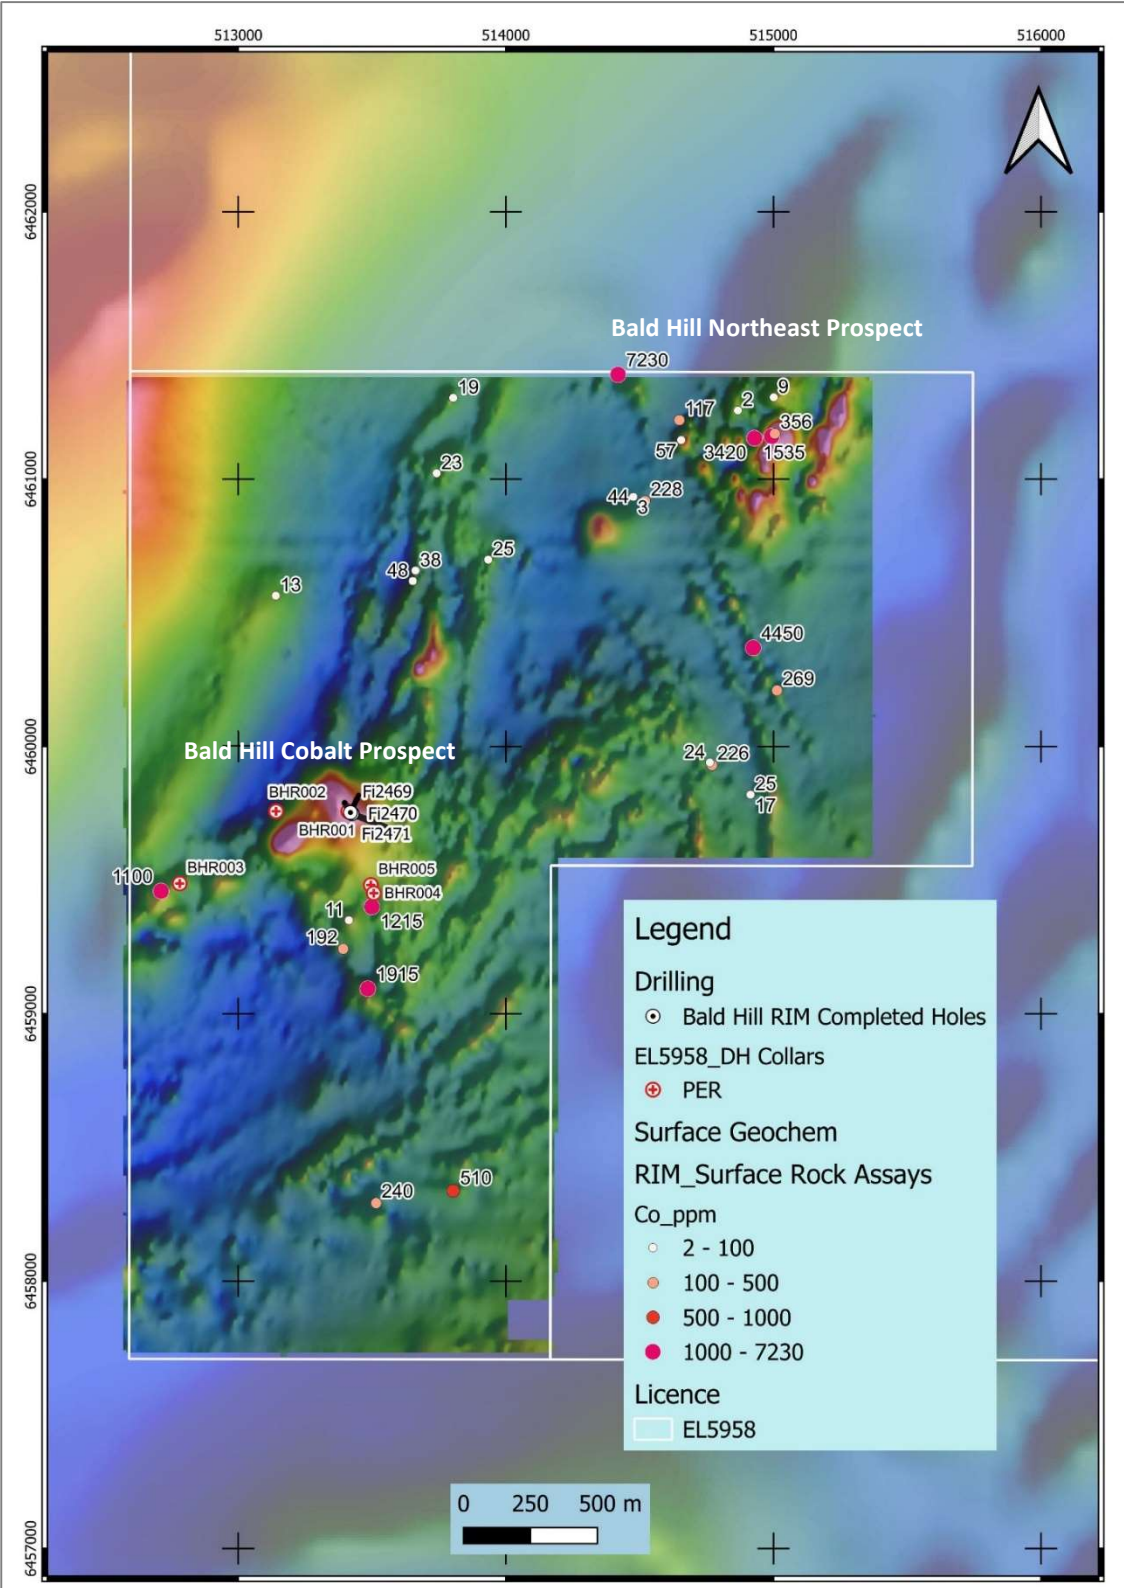 513000 514000 515000 516000
6462000
Bald Hill Northeast Prospect
7230
19
9
2
117
356
57
3420 1535
6461000
23
228
44
3
25
38
48
13
4450
269
6460000
Bald Hill Cobalt Prospect
24 226
25
17
BHR002
Fi2469
Fi2470
BHR001
Fi2471
BHR003
BHR005
1100
BHR004
11
1215
192
1915
6459000
510
240
6458000
6457000
Legend
Drilling
Bald Hill RIM Completed Holes
EL5958_DH Collars
PER
Surface Geochem
RIM_Surface Rock Assays
Co_ppm
2 - 100
100 - 500
500 - 1000
1000 - 7230
Licence
EL5958
0 250 500 m